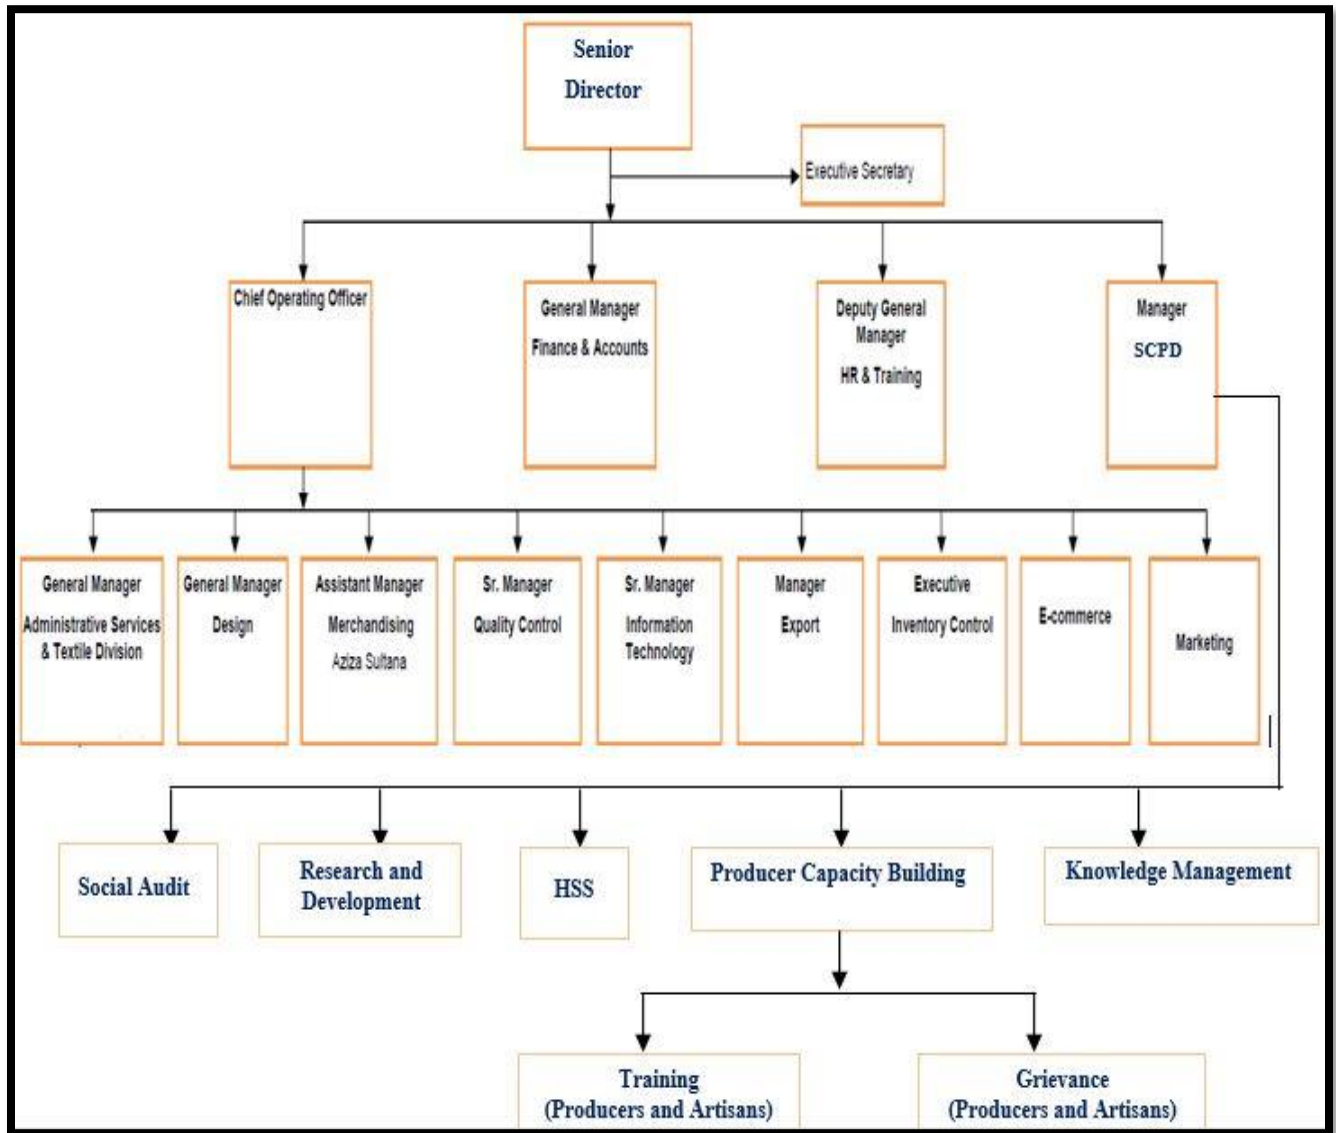 Senior
Director
Executive Secretary
Chief Operating Officer
General Manager
Finance & Accounts
Deputy General
Manager
HR & Training
Manager
SCPD
General Manager
Administrative Services
& Textile Division
General Manager
Design
Assistant Manager
Merchandising
Aziza Sultana
Sr. Manager
Quality Control
Sr. Manager
Information
Technology
Manager
Export
Executive
Inventory Control
E-commerce
Marketing
Social Audit
Research and
Development
HSS
Producer Capacity Building
Knowledge Management
Training
(Producers and Artisans)
Grievance
(Producers and Artisans)